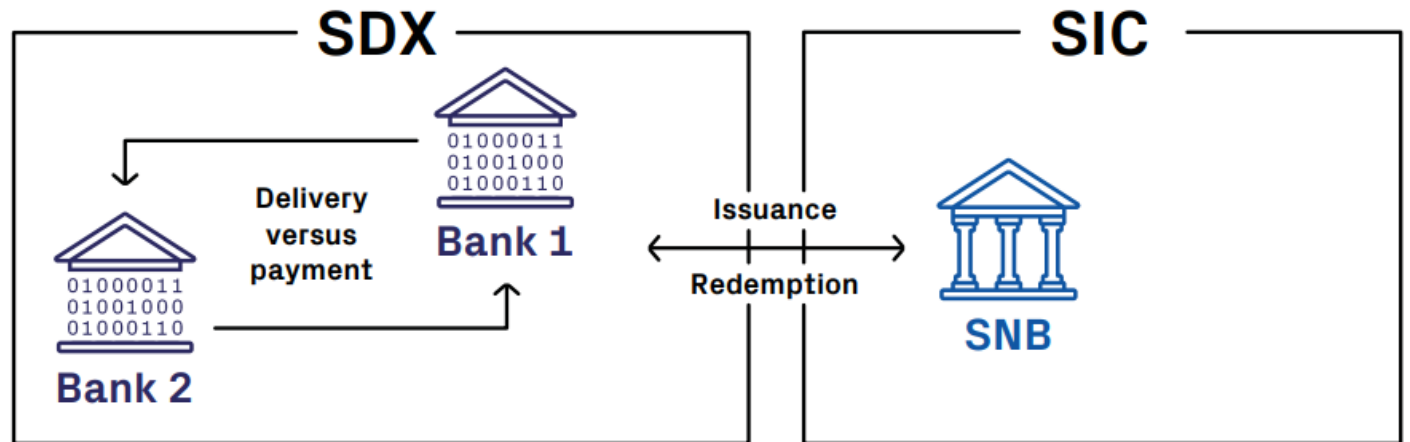 SDX
SIC
01000011
01001000
01000110
Bank 1
Delivery
versus
payment
01000011
01001000
01000110
Bank 2
Issuance
Redemption
SNB